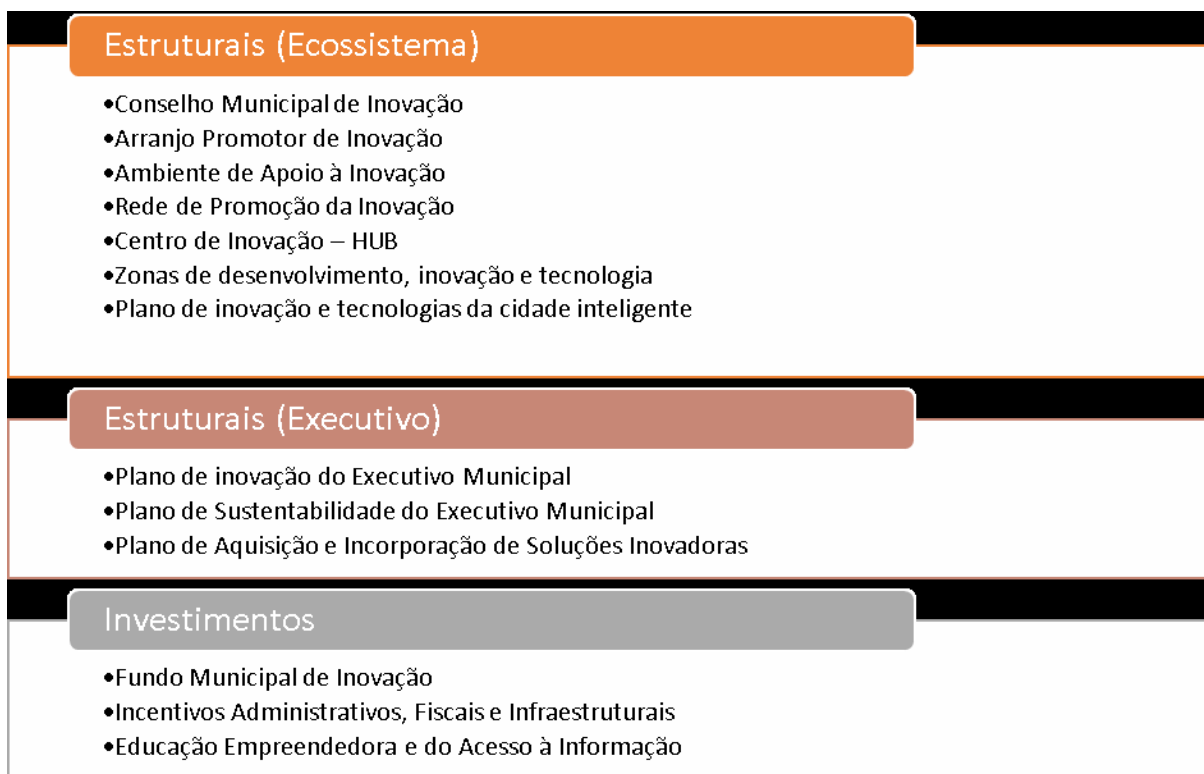 Estruturais (Ecossistema)
•Conselho Municipal de Inovação
•Arranjo Promotor de Inovação
•Ambiente de Apoio à Inovação
•Rede de Promoção da Inovação
•Centro de Inovação – HUB
•Zonas de desenvolvimento, inovação e tecnologia
•Plano de inovação e tecnologias da cidade inteligente
Estruturais (Executivo)
•Plano de inovação do Executivo Municipal
•Plano de Sustentabilidade do Executivo Municipal
•Plano de Aquisição e Incorporação de Soluções Inovadoras
Investimentos
•Fundo Municipal de Inovação
•Incentivos Administrativos, Fiscais e Infraestruturais
•Educação Empreendedora e do Acesso à Informação